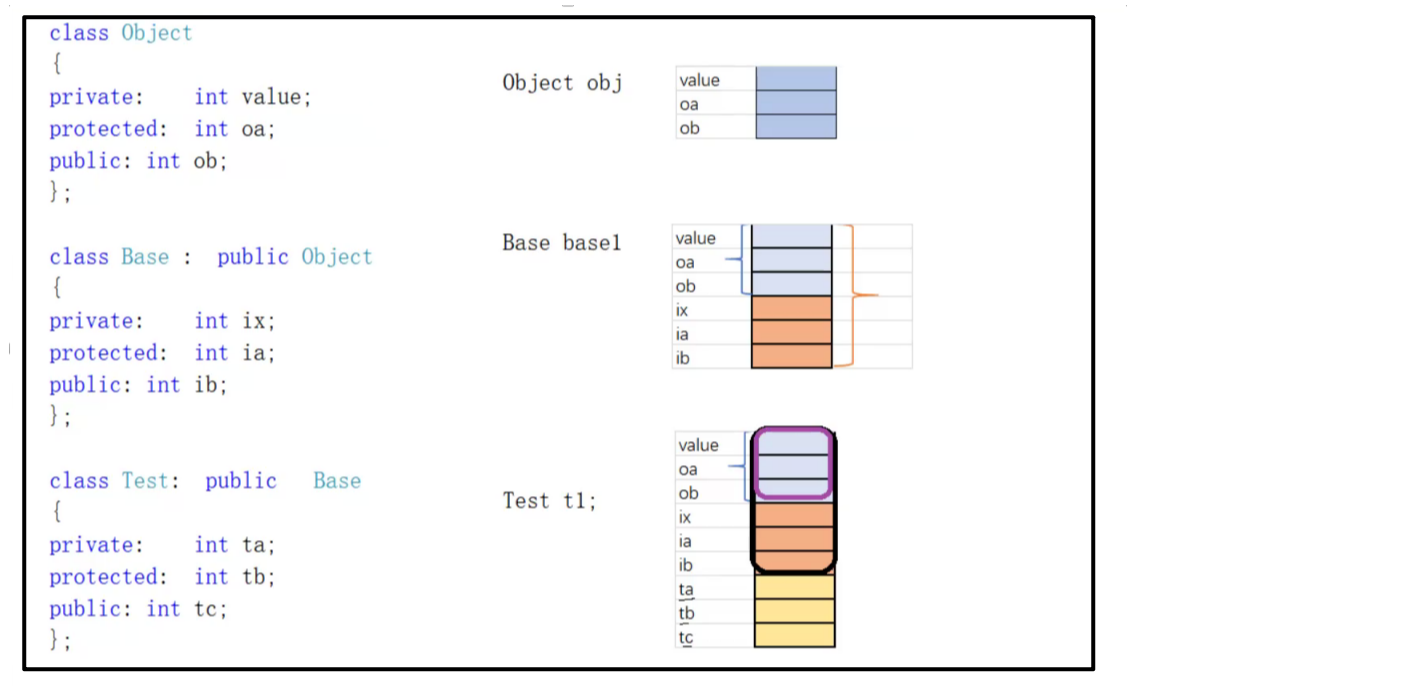 class Object
{
private:    int value;
protected:  int oa;
public: int ob;
};
class Base :  public Object
{
private:    int ix;
protected:  int ia;
public: int ib;
};
class Test:  public   Base
{
private:    int ta;
protected:  int tb;
public: int tc;
};
Object obj
value
oa
ob
Base base1
value
oa
ob
ix
ia
ib
Test t1;
value
oa
ob
ix
ia
ib
ta
tb
tc